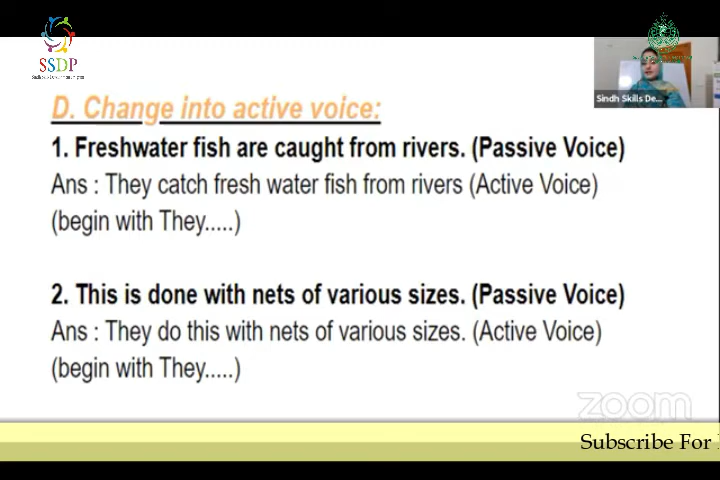 SSDP
Sindh Skills De...
D. Change into active voice:
1. Freshwater fish are caught from rivers. (Passive Voice)
Ans : They catch fresh water fish from rivers (Active Voice)
(begin with They.....)
2. This is done with nets of various sizes. (Passive Voice)
Ans : They do this with nets of various sizes. (Active Voice)
(begin with They.....)
zoom
Subscribe For